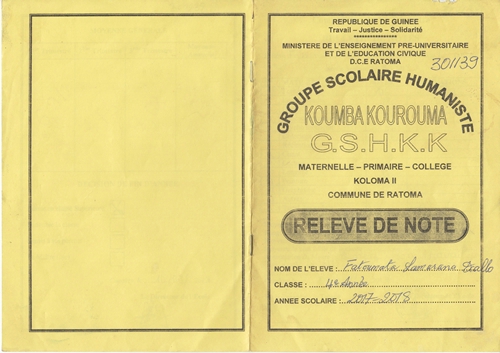 REPUBLIQUE DE GUINEE
Travail – Justice – Solidarité
***************
MINISTERE DE L'ENSEIGNEMENT PRE-UNIVERSITAIRE
ET DE L'EDUCATION CIVIQUE
D.C.E RATOMA
301139
GROUPE SCOLAIRE HUMANISTE
KOUMBA KOUROUMA
G.S.H.K.K
MATERNELLE – PRIMAIRE – COLLEGE
KOLOMA II
COMMUNE DE RATOMA
RELEVE DE NOTE
NOM DE L'ELEVE : Fatoumata Diallo
CLASSE : 4e Année
ANNEE SCOLAIRE : 2017-2018